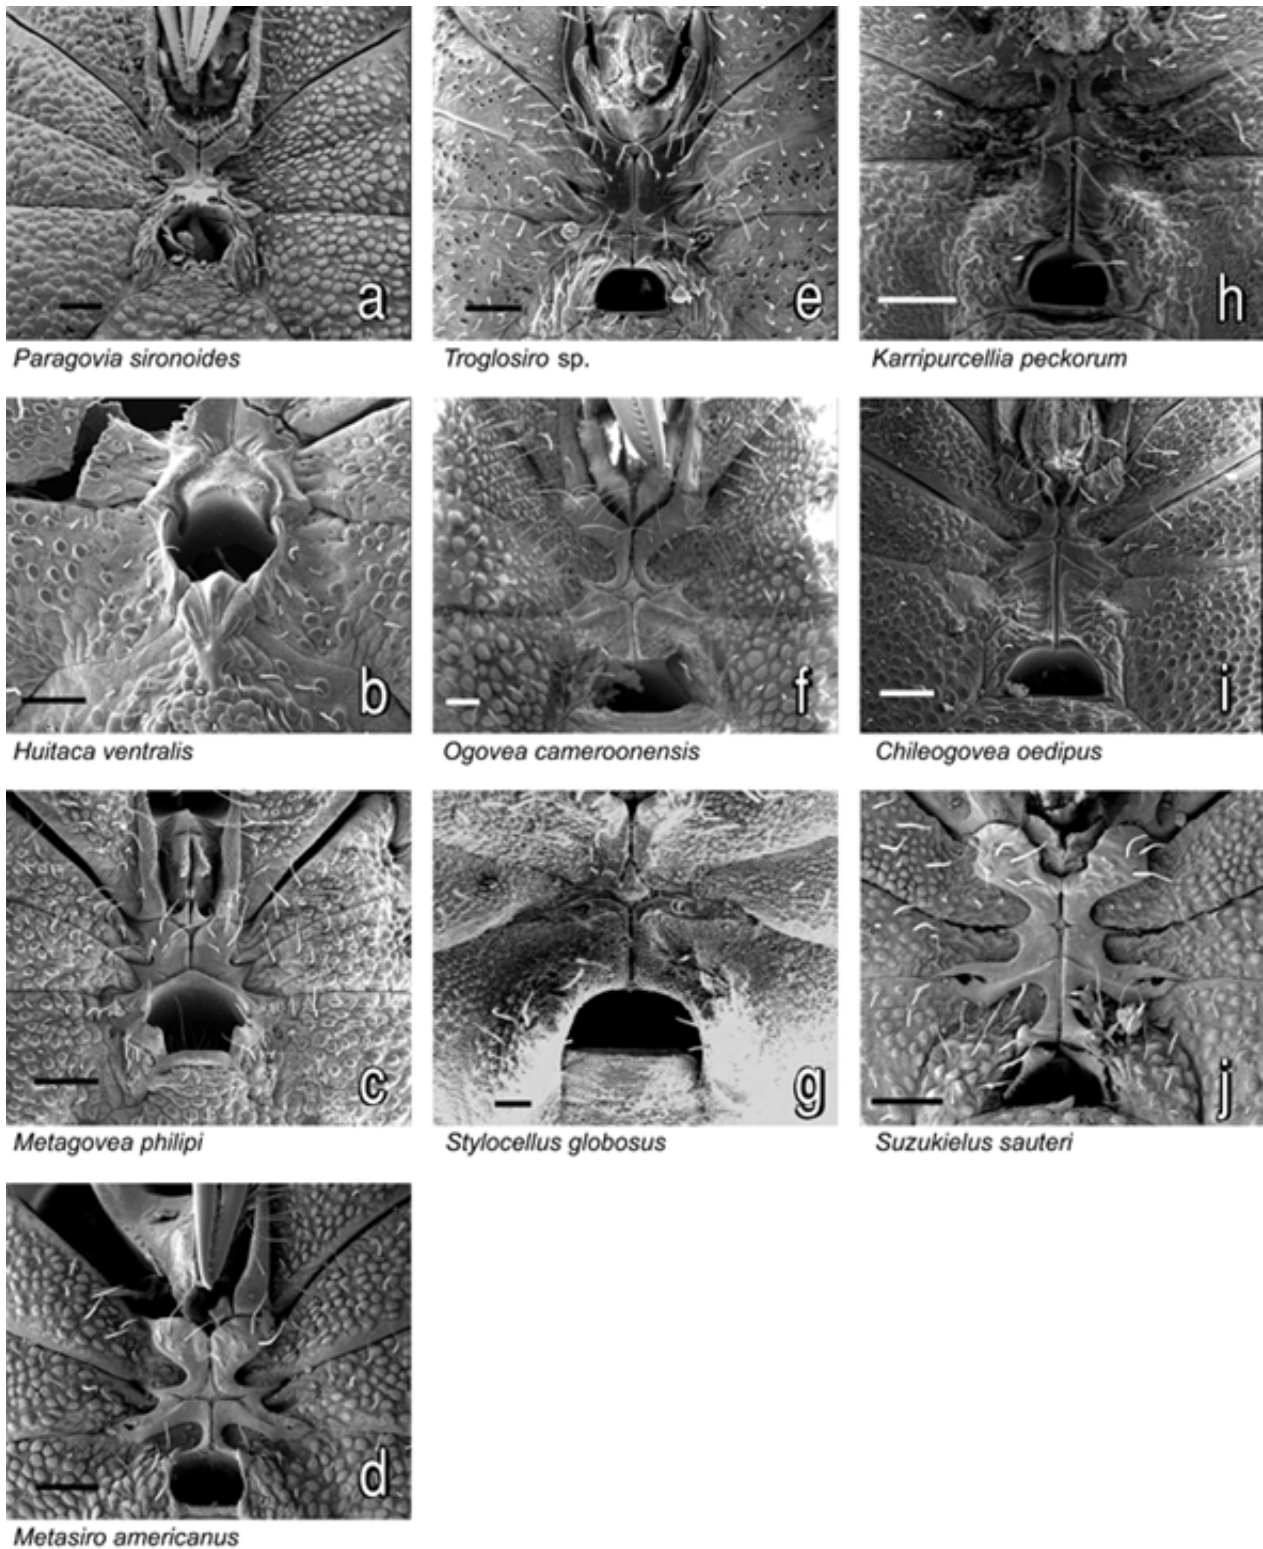 a
e
h
Paragovia sironoides
Troglosiro sp.
Karripurcellia peckorum
b
f
i
Huitaca ventralis
Ogovea cameroonensis
Chileogovea oedipus
c
g
j
Metagovea philipi
Stylocellus globosus
Suzukielus sauteri
d
Metasiro americanus